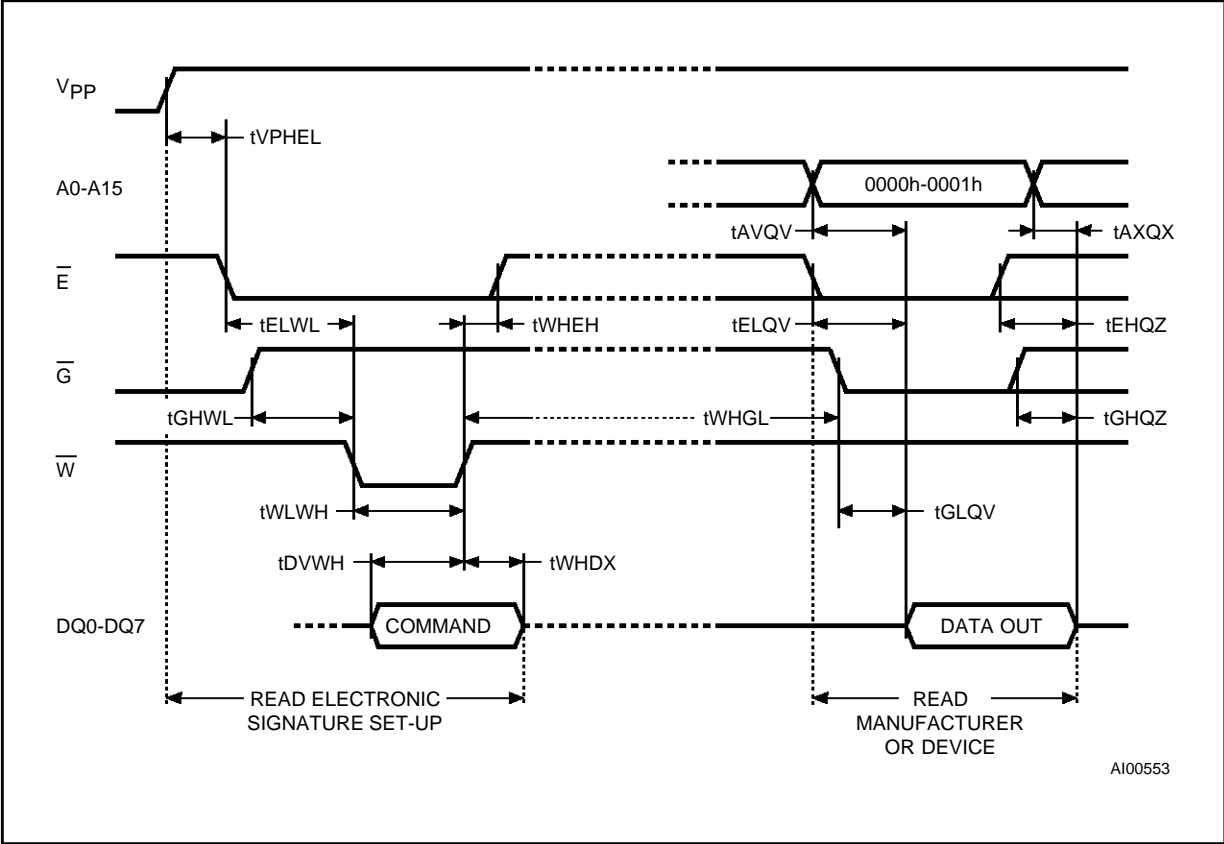 VPP
tVPHEL
A0-A15
0000h-0001h
tAVQV
tAXQX
E
tELWL
tWHEH
tELQV
tEHQZ
G
tGHWL
tWHGL
tGHQZ
W
tWLWH
tGLQV
tDVWH
tWHDX
DQ0-DQ7
COMMAND
DATA OUT
READ ELECTRONIC
SIGNATURE SET-UP
READ
MANUFACTURER
OR DEVICE
AI00553